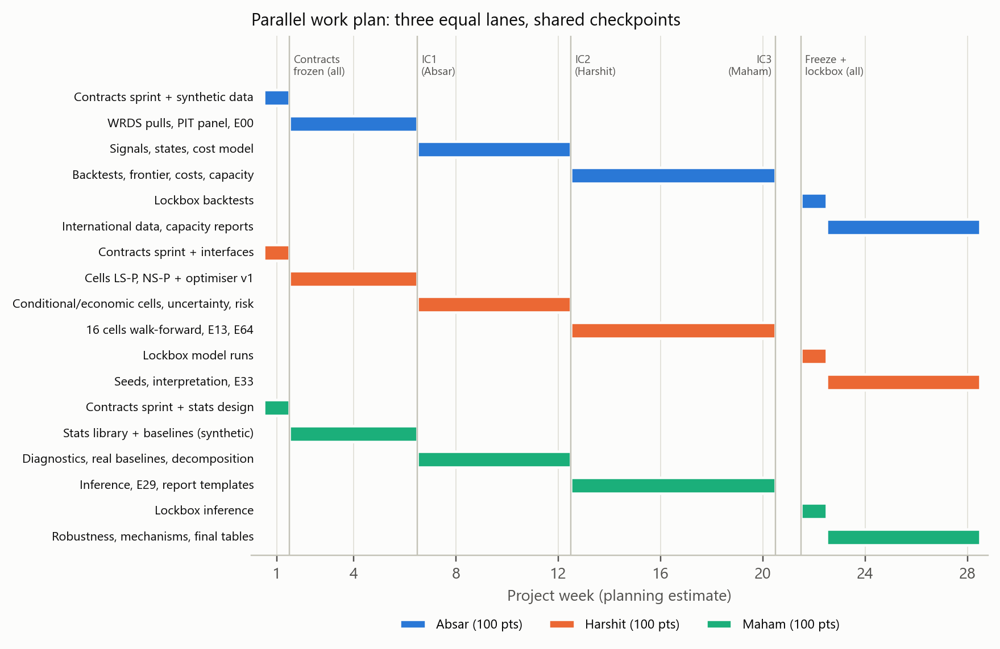 Parallel work plan: three equal lanes, shared checkpoints
Contracts
frozen (all)
IC1
(Absar)
IC2
(Harshit)
IC3
(Maham)
Freeze +
lockbox (all)
Contracts sprint + synthetic data
WRDS pulls, PIT panel, E00
Signals, states, cost model
Backtests, frontier, costs, capacity
Lockbox backtests
International data, capacity reports
Contracts sprint + interfaces
Cells LS-P, NS-P + optimiser v1
Conditional/economic cells, uncertainty, risk
16 cells walk-forward, E13, E64
Lockbox model runs
Seeds, interpretation, E33
Contracts sprint + stats design
Stats library + baselines (synthetic)
Diagnostics, real baselines, decomposition
Inference, E29, report templates
Lockbox inference
Robustness, mechanisms, final tables
1 4 8 12 16 20 24 28
Project week (planning estimate)
Absar (100 pts) Harshit (100 pts) Maham (100 pts)